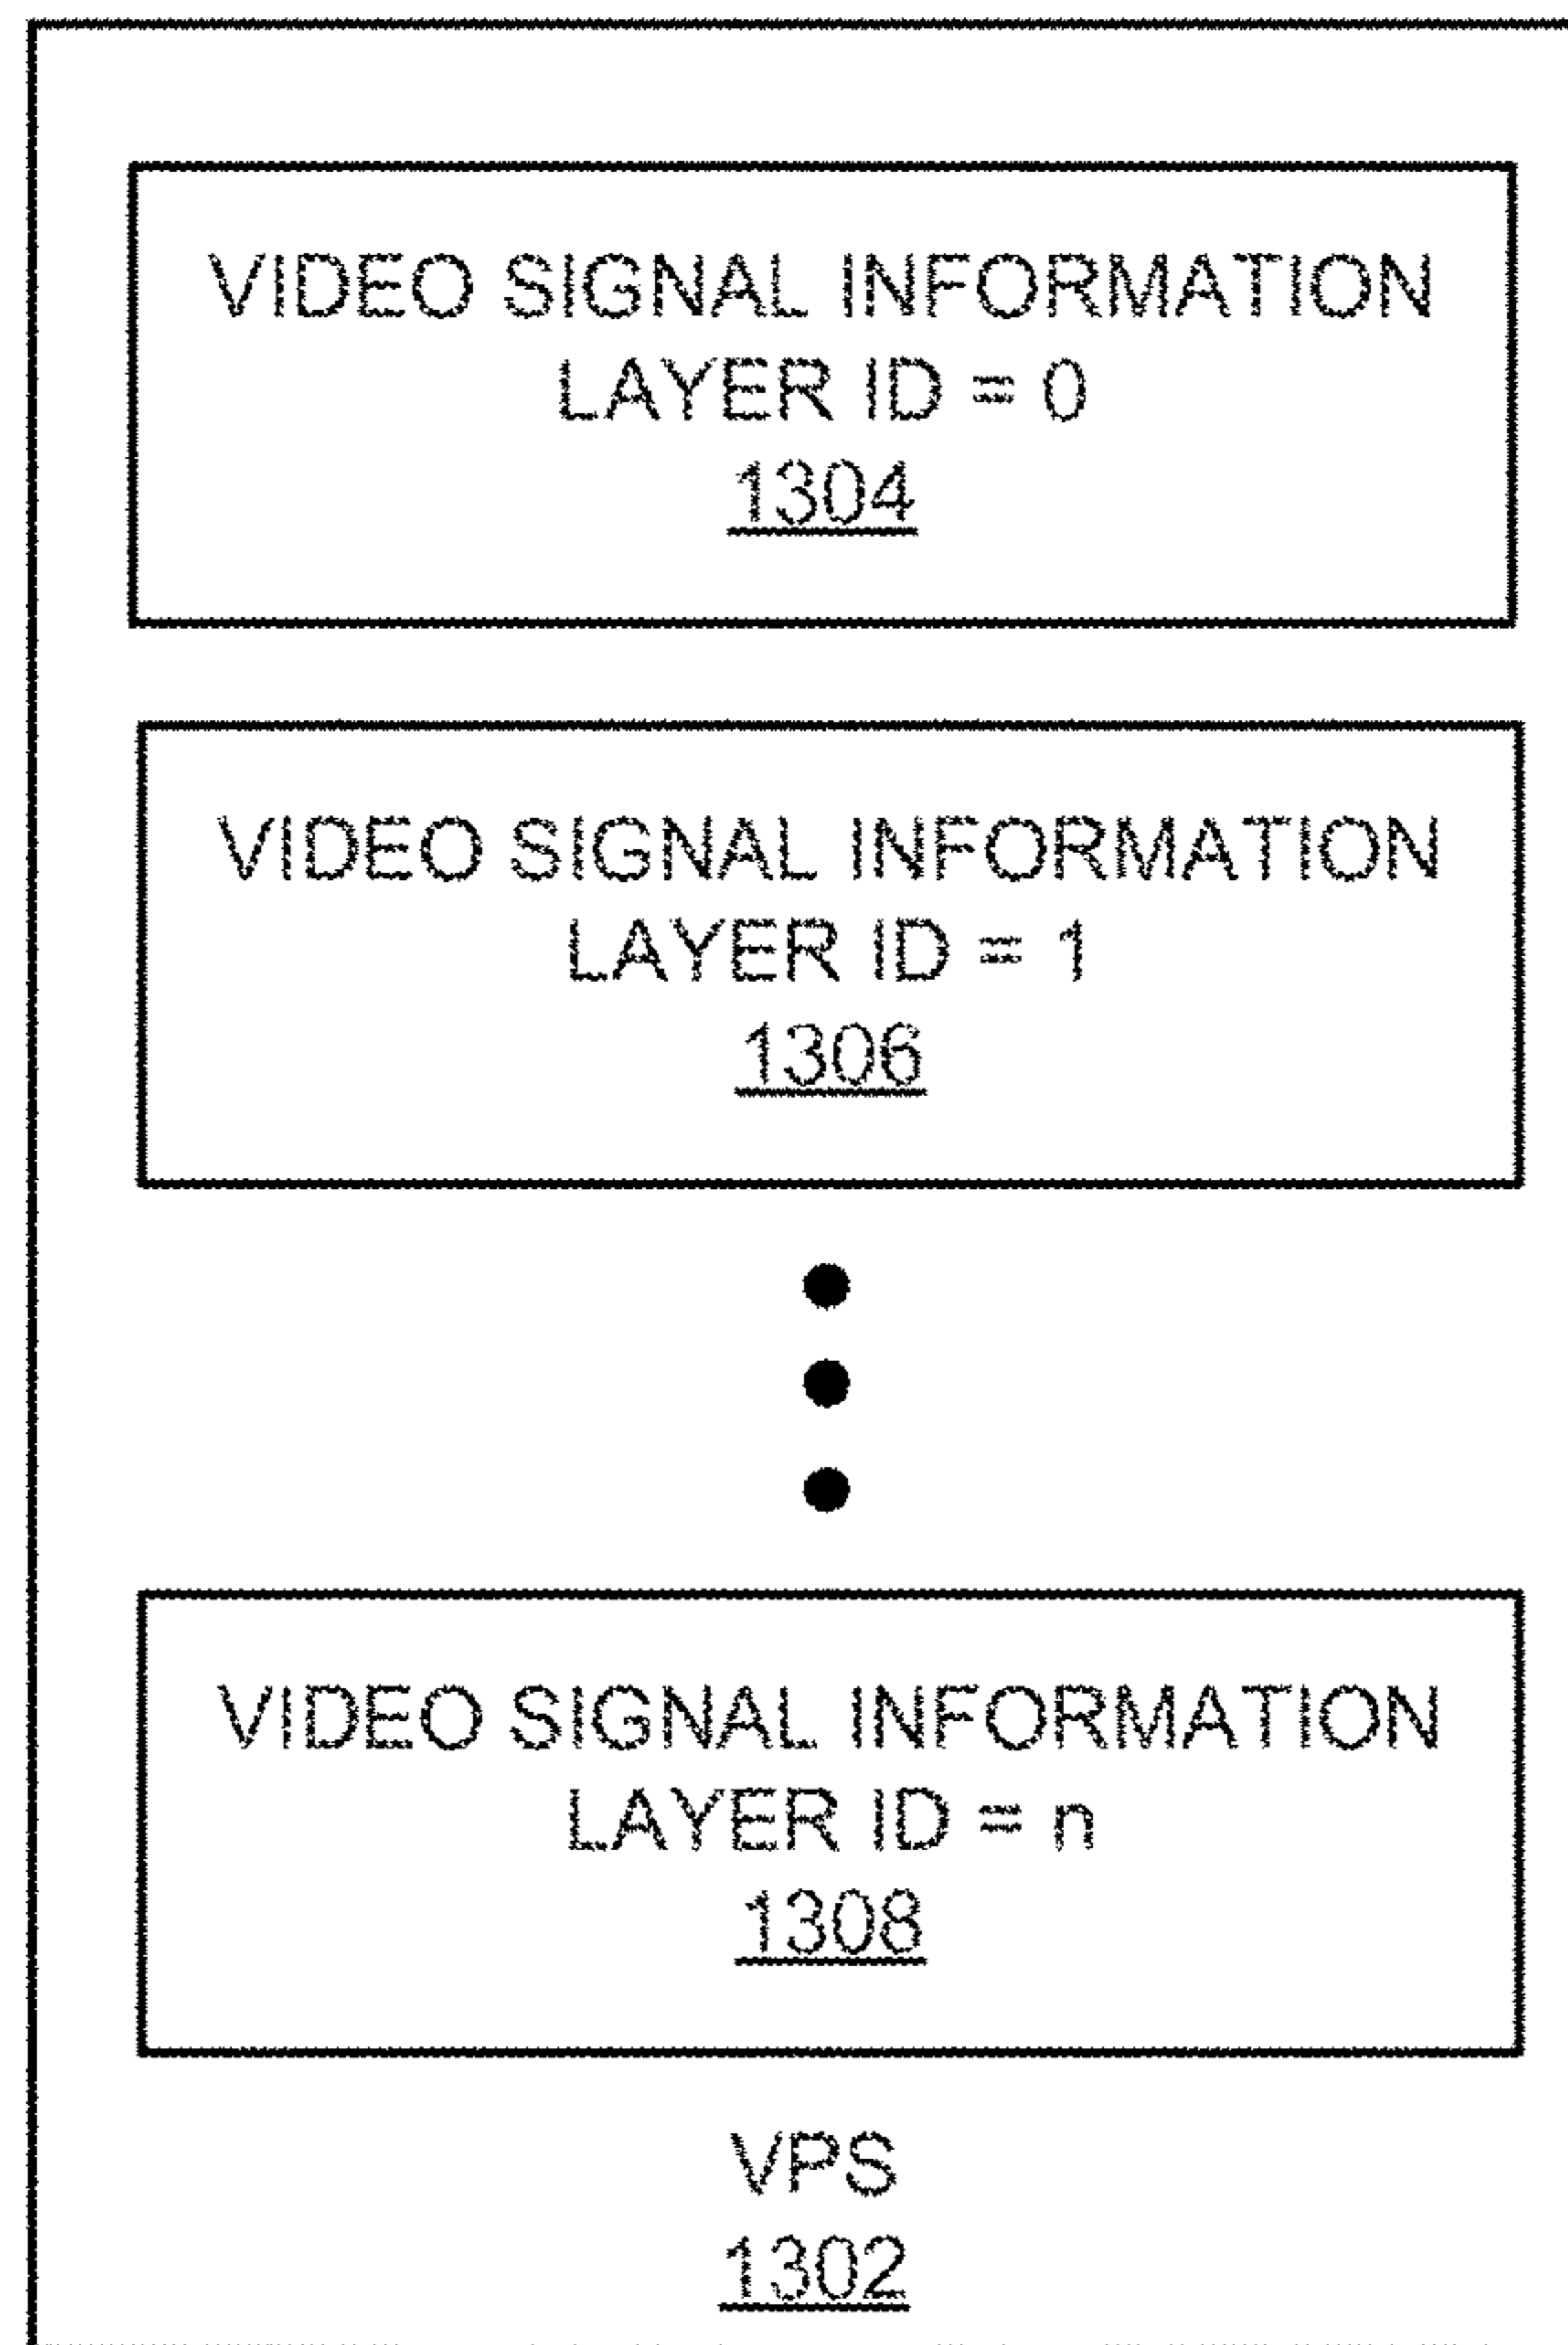 VIDEO SIGNAL INFORMATION
LAYER ID = 0
1304
VIDEO SIGNAL INFORMATION
LAYER ID = 1
1306
VIDEO SIGNAL INFORMATION
LAYER ID = n
1308
VPS
1302